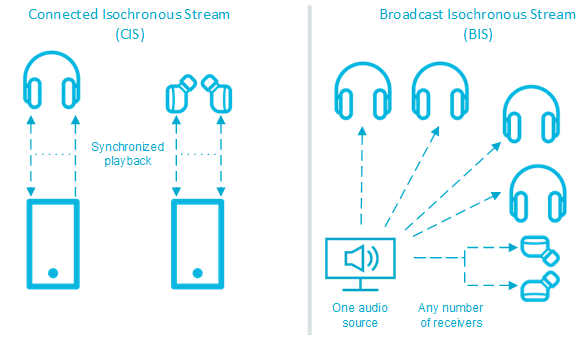 Connected Isochronous Stream
(CIS)
Synchronized
playback
Broadcast Isochronous Stream
(BIS)
One audio
source
Any number
of receivers